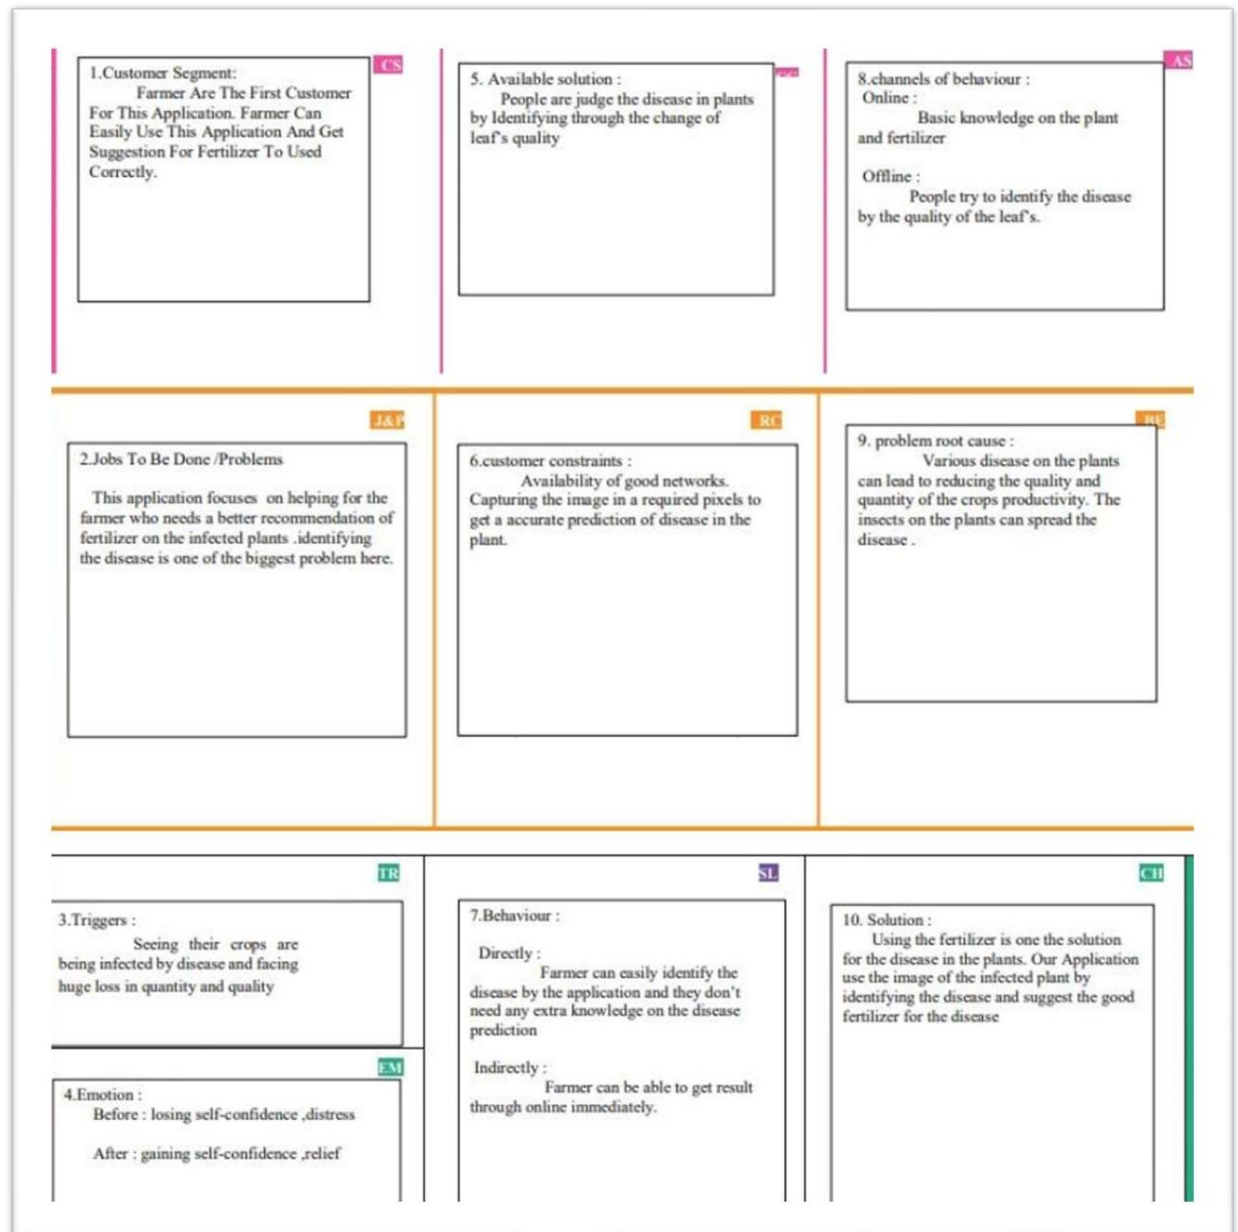 CS
1.Customer Segment:
Farmer Are The First Customer
For This Application. Farmer Can
Easily Use This Application And Get
Suggestion For Fertilizer To Used
Correctly.
5. Available solution :
People are judge the disease in plants
by Identifying through the change of
leaf's quality
AS
8.channels of behaviour :
Online :
Basic knowledge on the plant
and fertilizer
Offline :
People try to identify the disease
by the quality of the leaf's.
J&P
2.Jobs To Be Done /Problems
This application focuses on helping for the
farmer who needs a better recommendation of
fertilizer on the infected plants .identifying
the disease is one of the biggest problem here.
RC
6.customer constraints :
Availability of good networks.
Capturing the image in a required pixels to
get a accurate prediction of disease in the
plant.
BE
9. problem root cause :
Various disease on the plants
can lead to reducing the quality and
quantity of the crops productivity. The
insects on the plants can spread the
disease .
TR
3.Triggers :
Seeing their crops are
being infected by disease and facing
huge loss in quantity and quality
EM
4.Emotion :
Before : losing self-confidence ,distress
After : gaining self-confidence ,relief
SL
7.Behaviour :
Directly :
Farmer can easily identify the
disease by the application and they don't
need any extra knowledge on the disease
prediction
Indirectly :
Farmer can be able to get result
through online immediately.
CH
10. Solution :
Using the fertilizer is one the solution
for the disease in the plants. Our Application
use the image of the infected plant by
identifying the disease and suggest the good
fertilizer for the disease